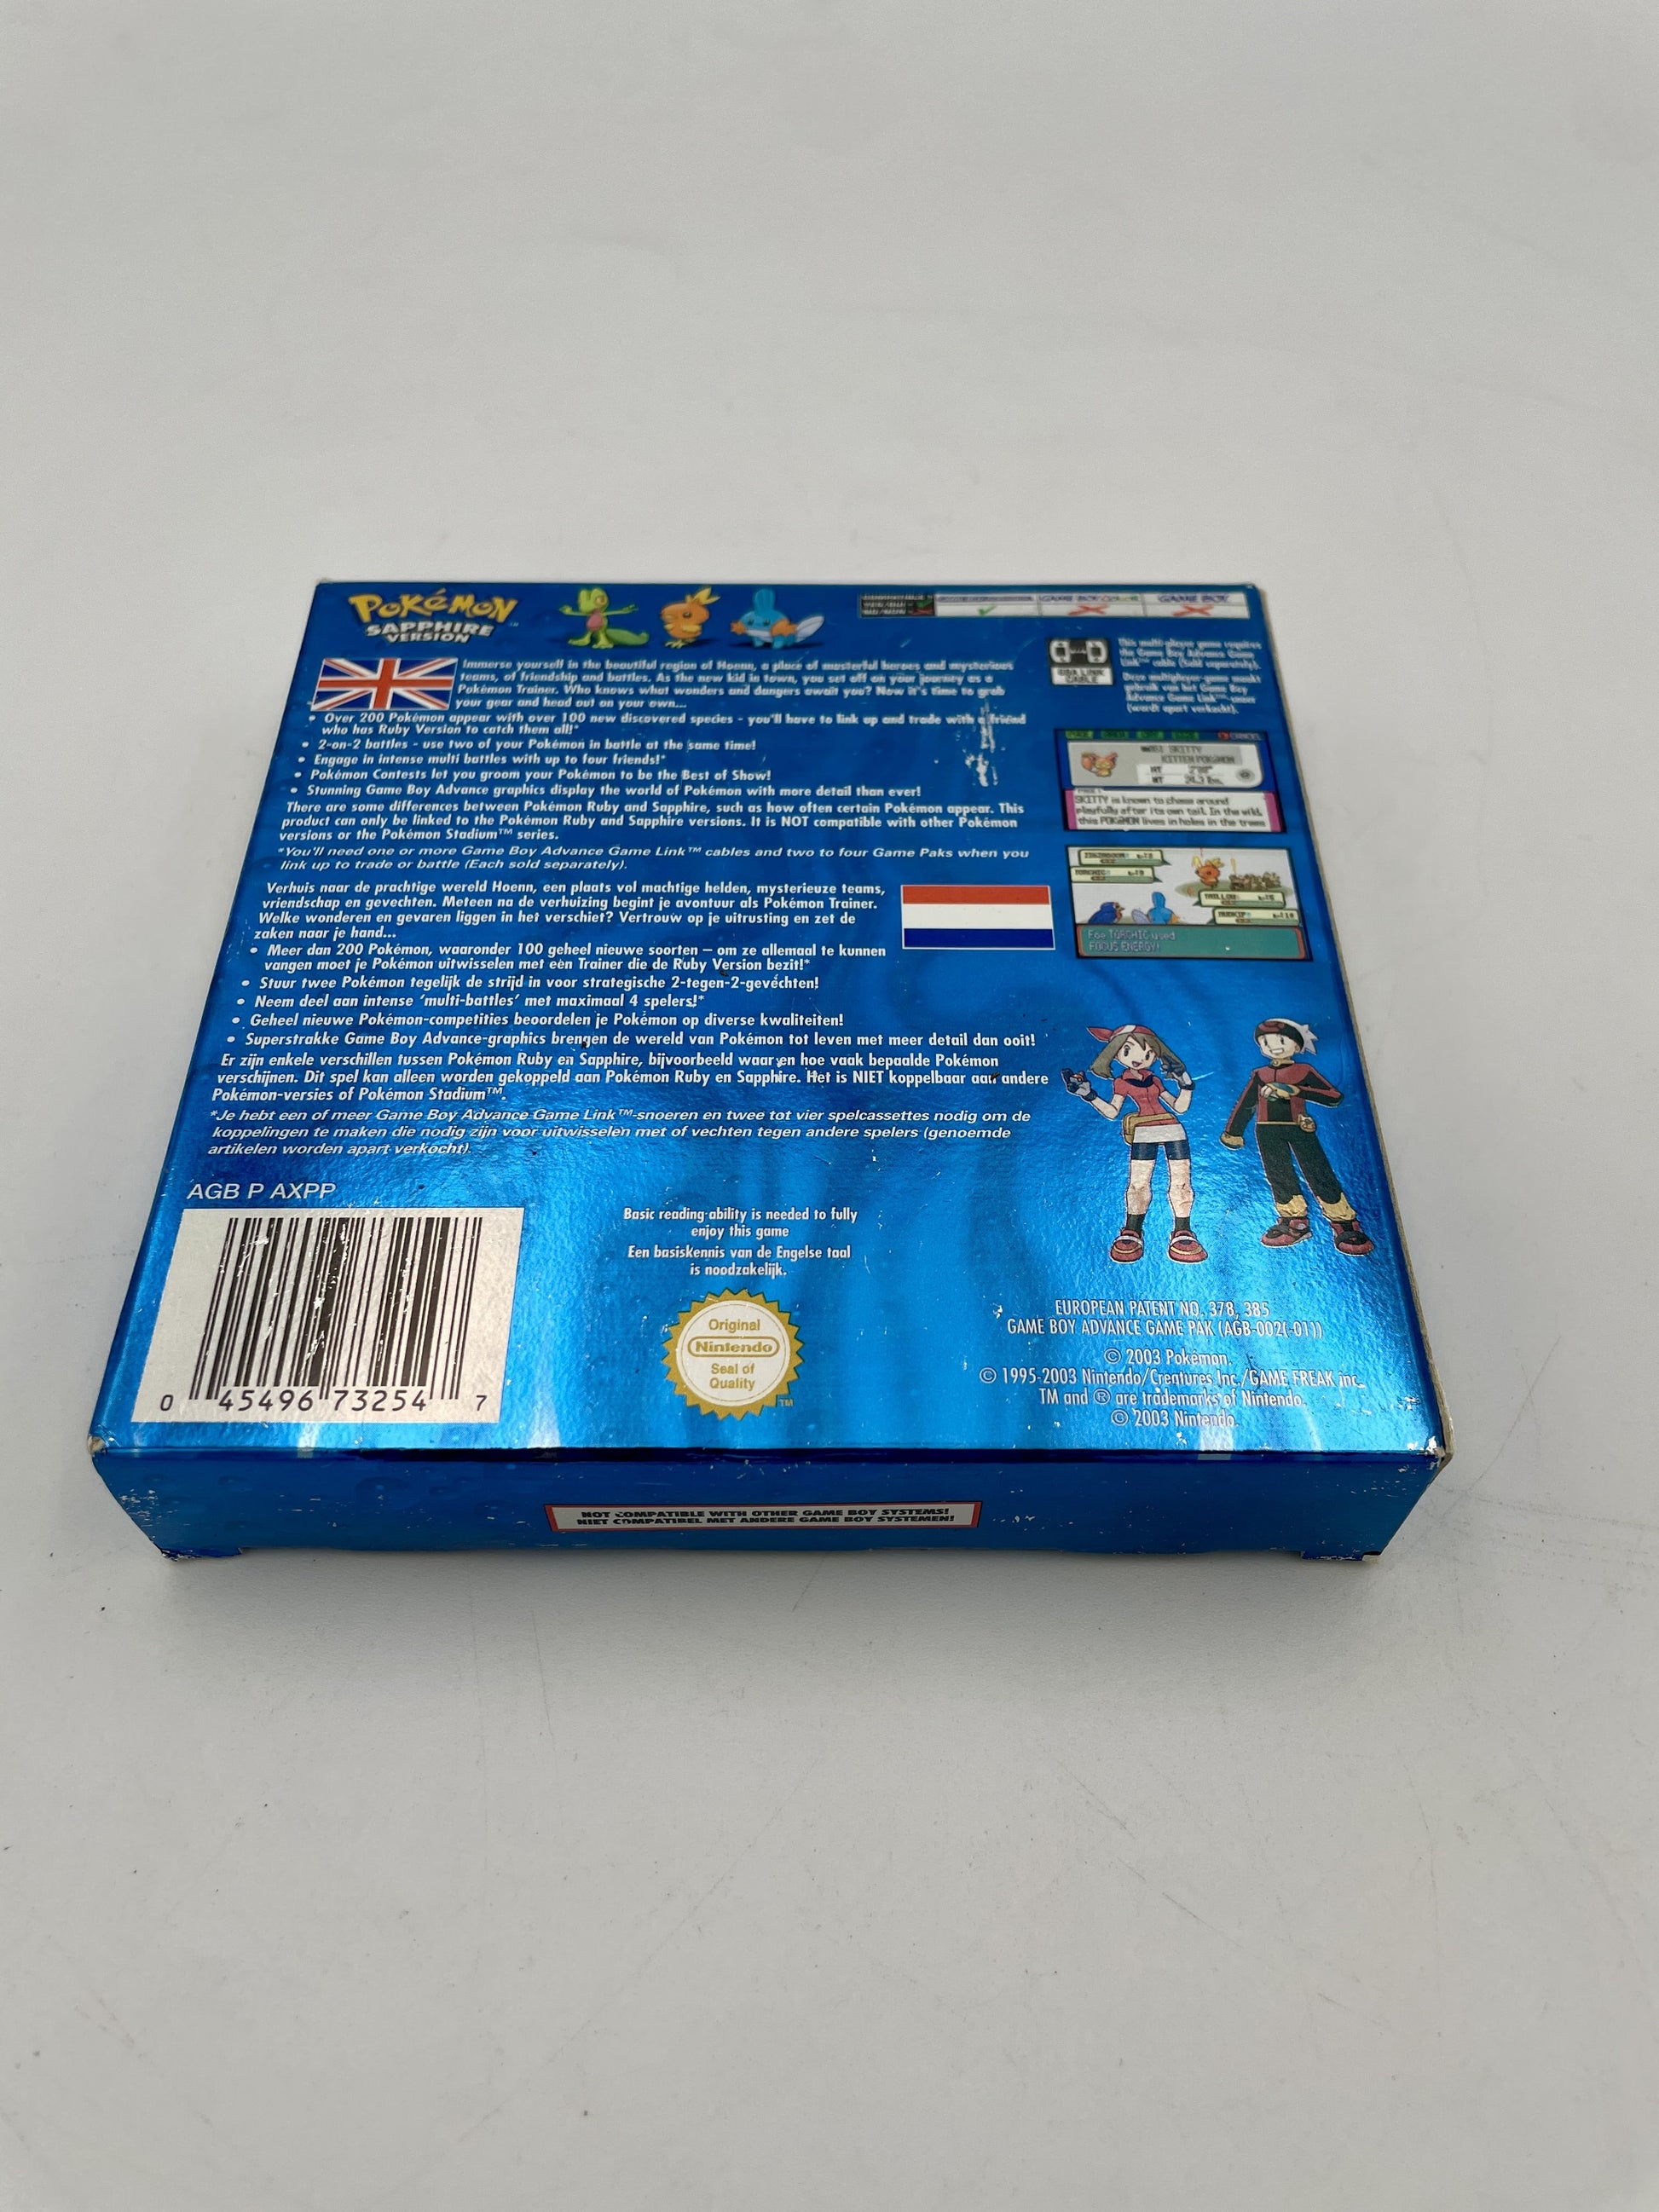 POKéMON™
SAPPHIRE
VERSION
GAME BOY COLOR
GAME BOY
Immerse yourself in the beautiful region of Hoenn, a place of masterful heroes and mysterious
teams, of friendship and battles. As the new kid in town, you set off on your journey as a
Pokémon Trainer. Who knows what wonders and dangers await you? Now it's time to grab
your gear and head out on your own...
• Over 200 Pokémon appear with over 100 new discovered species - you'll have to link up and trade with a friend
who has Ruby Version to catch them all!*
• 2-on-2 battles - use two of your Pokémon in battle at the same time!
• Engage in intense multi battles with up to four friends!*
• Pokémon Contests let you groom your Pokémon to be the Best of Show!
• Stunning Game Boy Advance graphics display the world of Pokémon with more detail than ever!
There are some differences between Pokémon Ruby and Sapphire, such as how often certain Pokémon appear. This
product can only be linked to the Pokémon Ruby and Sapphire versions. It is NOT compatible with other Pokémon
versions or the Pokémon Stadium™ series.
*You'll need one or more Game Boy Advance Game Link™ cables and two to four Game Paks when you
link up to trade or battle (Each sold separately).
GBA LINK
CABLE
This multi-player game requires
the Game Boy Advance Game
Link™ cable (Sold separately).
Deze multiplayer-game maakt
gebruik van het Game Boy
Advance Game Link™-snoer
(wordt apart verkocht).
SKITTY
KITTEN POKéMON
SKITTY is known to chase around
playfully after its own tail. In the wild,
this POKéMON lives in holes in the trees
Foe TORCHIC used
FOCUS ENERGY!
Verhuis naar de prachtige wereld Hoenn, een plaats vol machtige helden, mysterieuze teams,
vriendschap en gevechten. Meteen na de verhuizing begint je avontuur als Pokémon Trainer.
Welke wonderen en gevaren liggen in het verschiet? Vertrouw op je uitrusting en zet de
zaken naar je hand...
• Meer dan 200 Pokémon, waaronder 100 geheel nieuwe soorten – om ze allemaal te kunnen
vangen moet je Pokémon uitwisselen met een Trainer die de Ruby Version bezit!*
• Stuur twee Pokémon tegelijk de strijd in voor strategische 2-tegen-2-gevechten!
• Neem deel aan intense 'multi-battles' met maximaal 4 spelers!*
• Geheel nieuwe Pokémon-competities beoordelen je Pokémon op diverse kwaliteiten!
• Superstrakke Game Boy Advance-graphics brengen de wereld van Pokémon tot leven met meer detail dan ooit!
Er zijn enkele verschillen tussen Pokémon Ruby en Sapphire, bijvoorbeeld waar en hoe vaak bepaalde Pokémon
verschijnen. Dit spel kan alleen worden gekoppeld aan Pokémon Ruby en Sapphire. Het is NIET koppelbaar aan andere
Pokémon-versies of Pokémon Stadium™.
*Je hebt een of meer Game Boy Advance Game Link™-snoeren en twee tot vier spelcassettes nodig om de
koppelingen te maken die nodig zijn voor uitwisselen met of vechten tegen andere spelers (genoemde
artikelen worden apart verkocht).
AGB P AXPP
0 45496 73254 7
Basic reading ability is needed to fully
enjoy this game
Een basiskennis van de Engelse taal
is noodzakelijk.
Original
Nintendo
Seal of
Quality
TM
EUROPEAN PATENT NO. 378, 385
GAME BOY ADVANCE GAME PAK (AGB-002(-01))
© 2003 Pokémon.
© 1995-2003 Nintendo/Creatures Inc./GAME FREAK inc.
TM and ® are trademarks of Nintendo.
© 2003 Nintendo.
NOT COMPATIBLE WITH OTHER GAME BOY SYSTEMS!
NIET COMPATIBEL MET ANDERE GAME BOY SYSTEMEN!